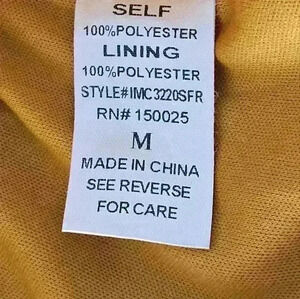 SELF
100%POLYESTER
LINING
100%POLYESTER
STYLE#IMC3220SFR
RN# 150025
M
MADE IN CHINA
SEE REVERSE
FOR CARE